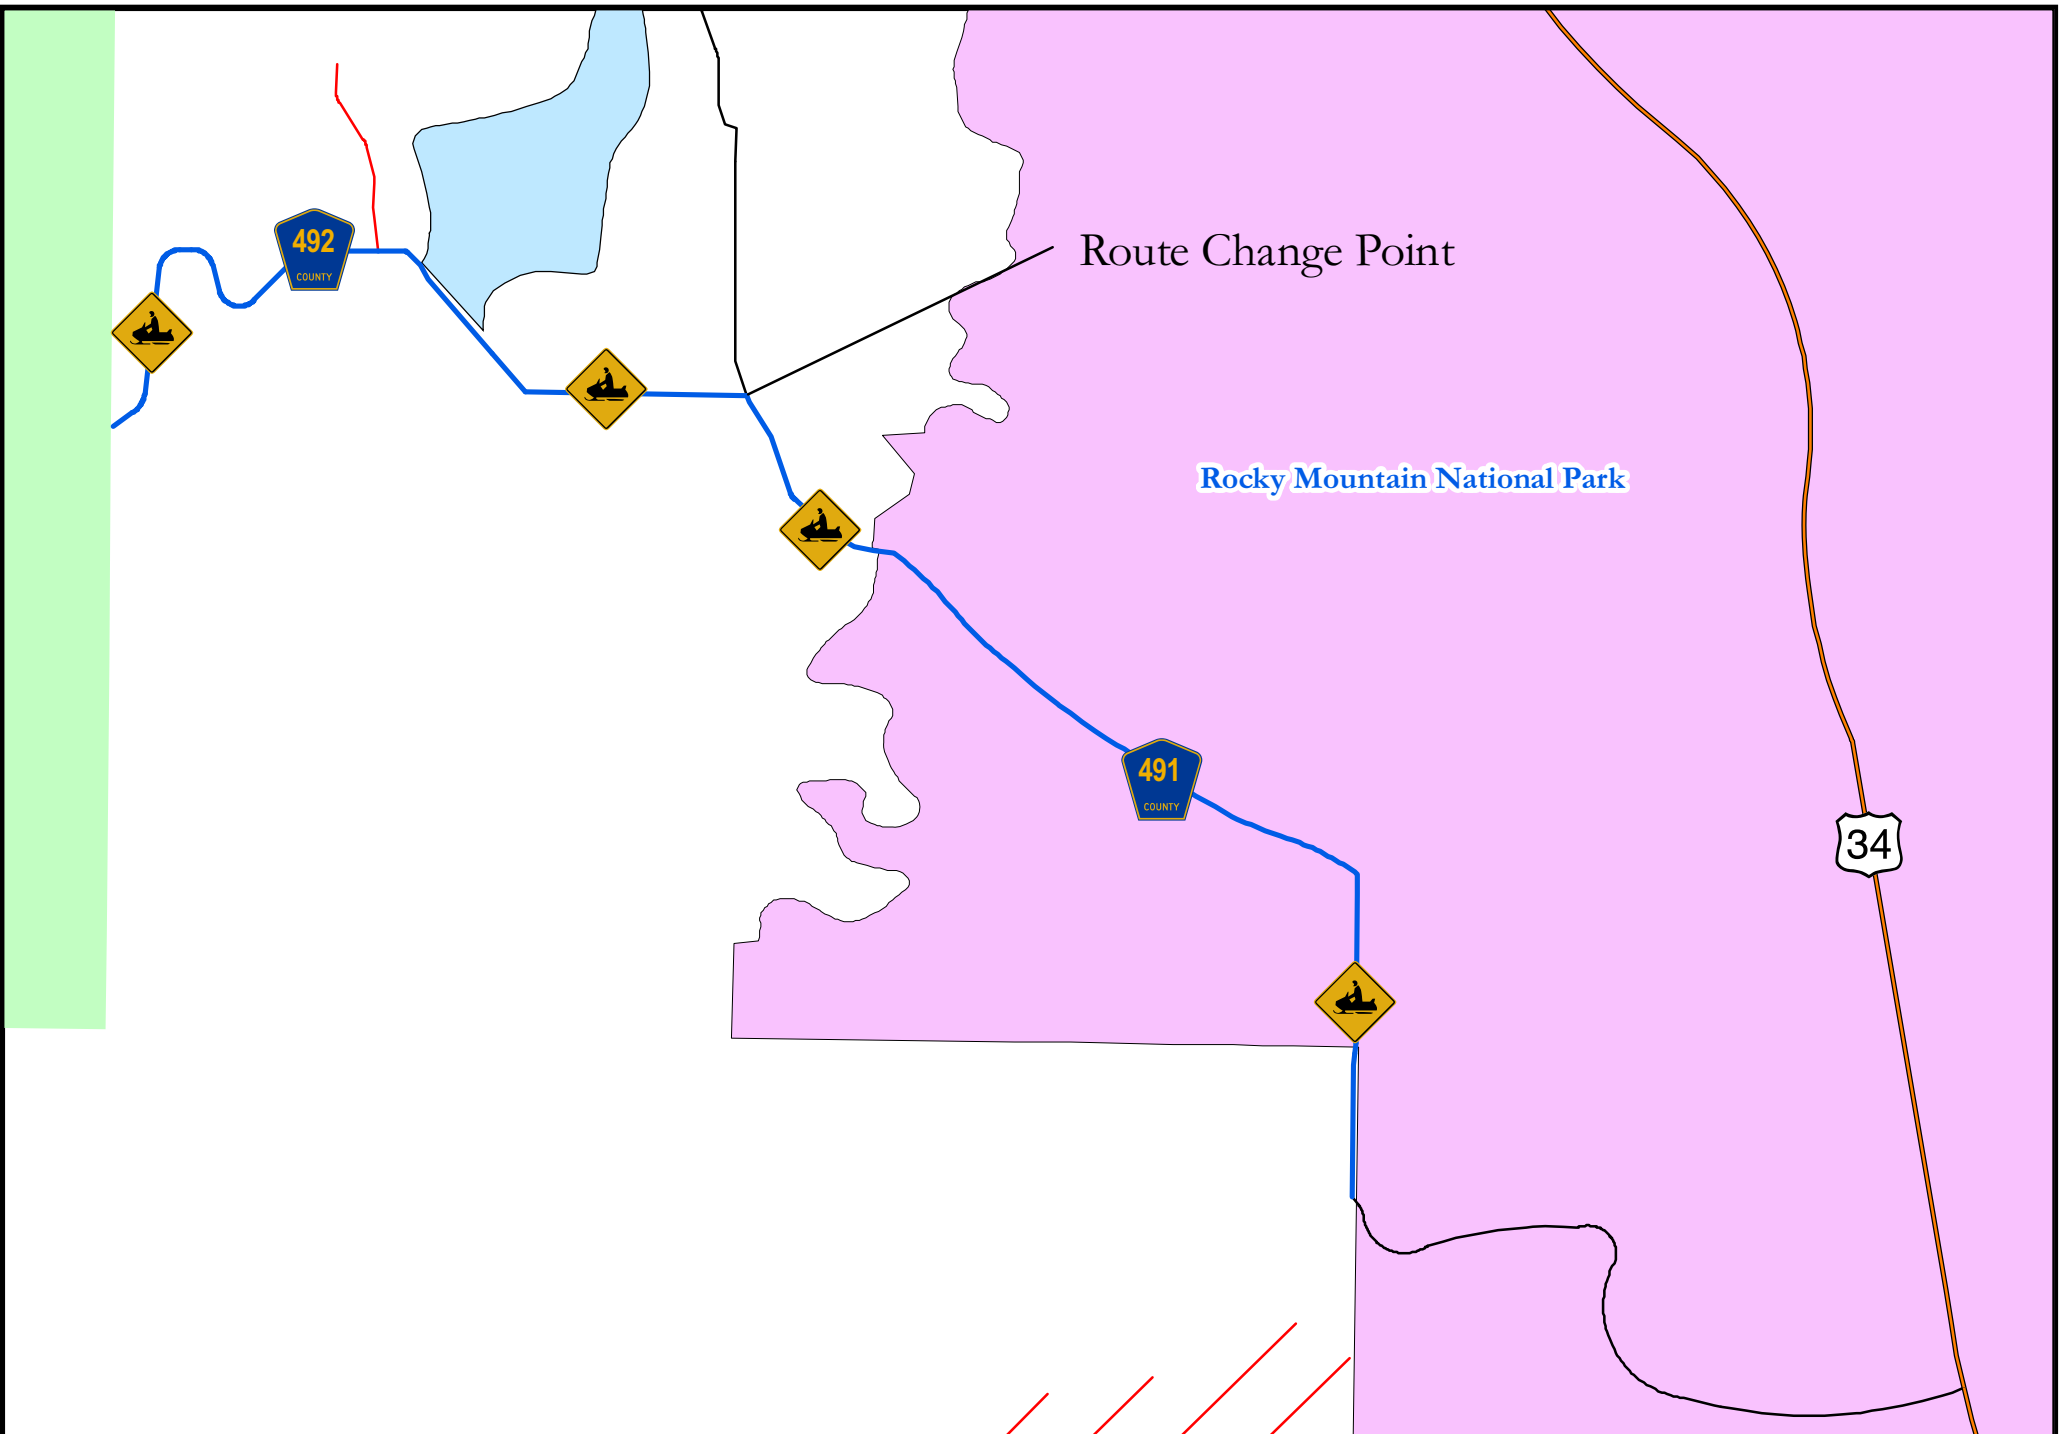 492
COUNTY
Route Change Point
Rocky Mountain National Park
491
COUNTY
34